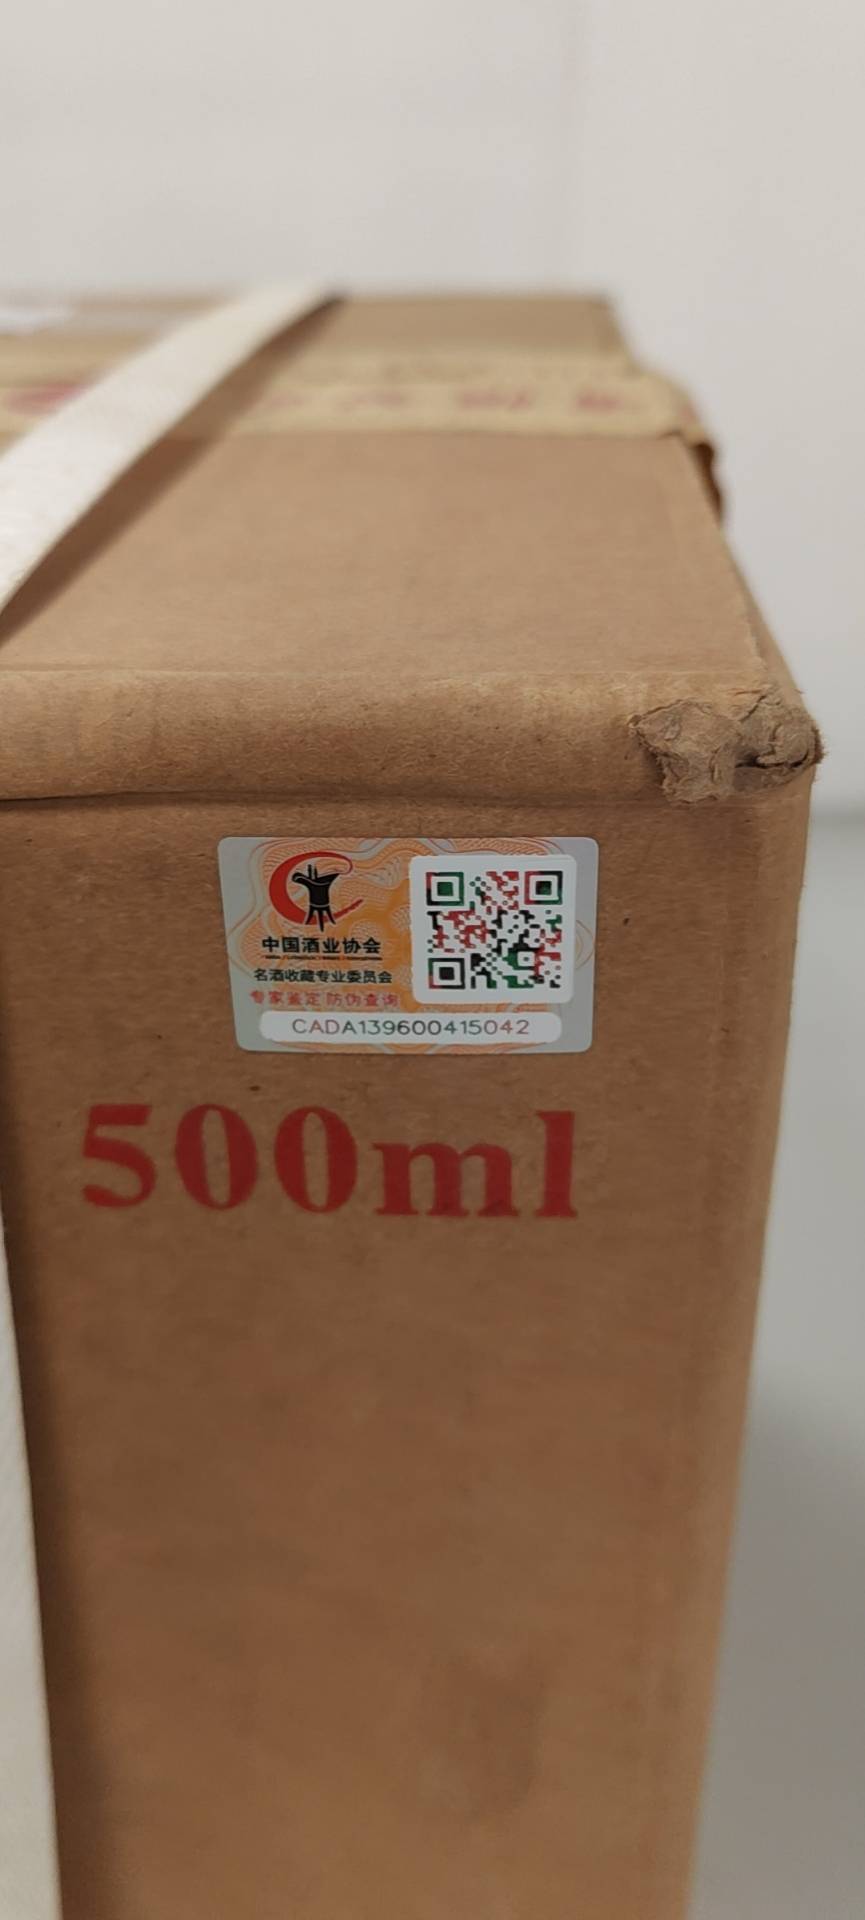 中国酒业协会
名酒收藏专业委员会
专家鉴定 防伪查询
CADA139600415042
500ml